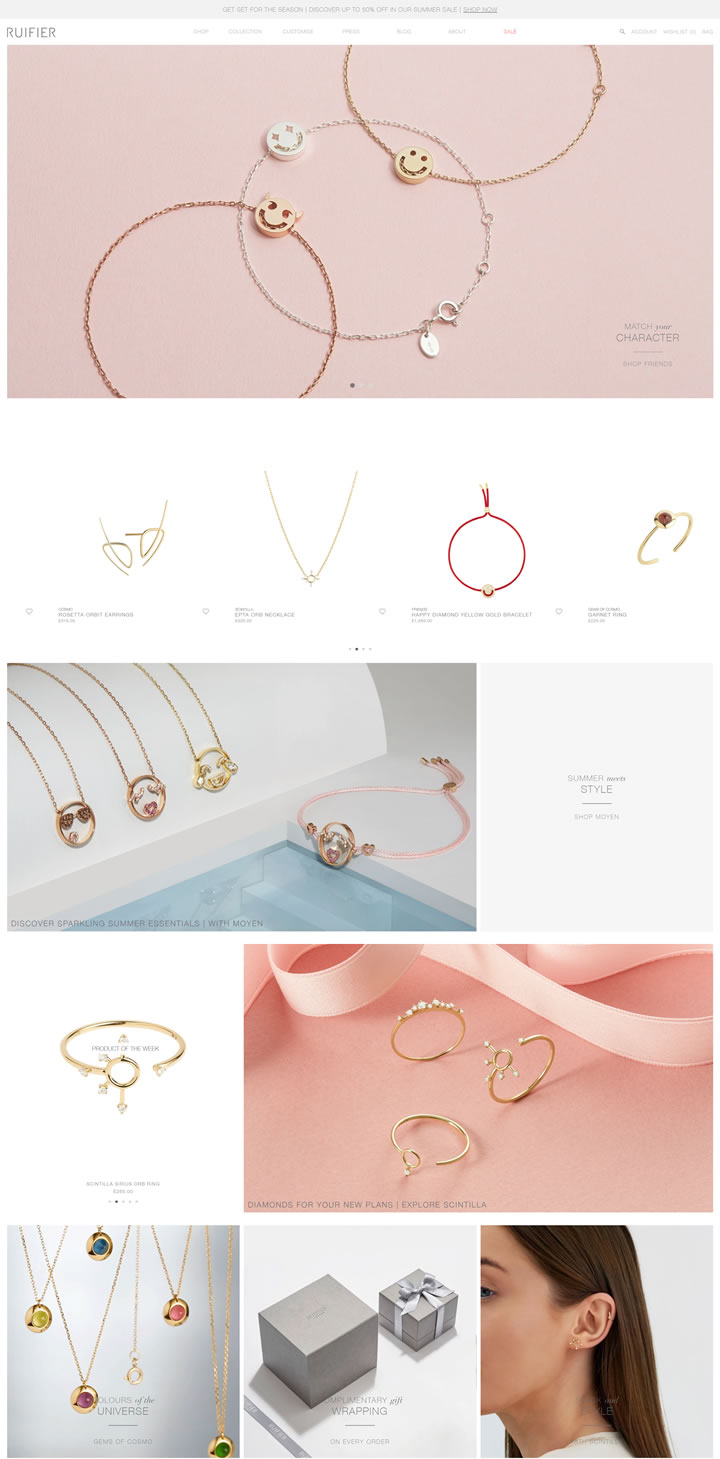 GET SET FOR THE SEASON | DISCOVER UP TO 50% OFF IN OUR SUMMER SALE | SHOP NOW
RUIFIER
SHOP COLLECTION CUSTOMISE PRESS BLOG ABOUT SALE
ACCOUNT WISHLIST (0) BAG
MATCH your
CHARACTER
SHOP FRIENDS
COSMO
ROSETTA ORBIT EARRINGS
SCINTILLA
EPTA ORB NECKLACE
FRIENDS
HAPPY DIAMOND YELLOW GOLD BRACELET
GEMS OF COSMO
GARNET RING
SUMMER meets
STYLE
SHOP MOYEN
DISCOVER SPARKLING SUMMER ESSENTIALS | WITH MOYEN
PRODUCT OF THE WEEK
SCINTILLA SIRIUS ORB RING
DIAMONDS FOR YOUR NEW PLANS | EXPLORE SCINTILLA
COLOURS of the
UNIVERSE
GEMS OF COSMO
COMPLIMENTARY gift
WRAPPING
ON EVERY ORDER